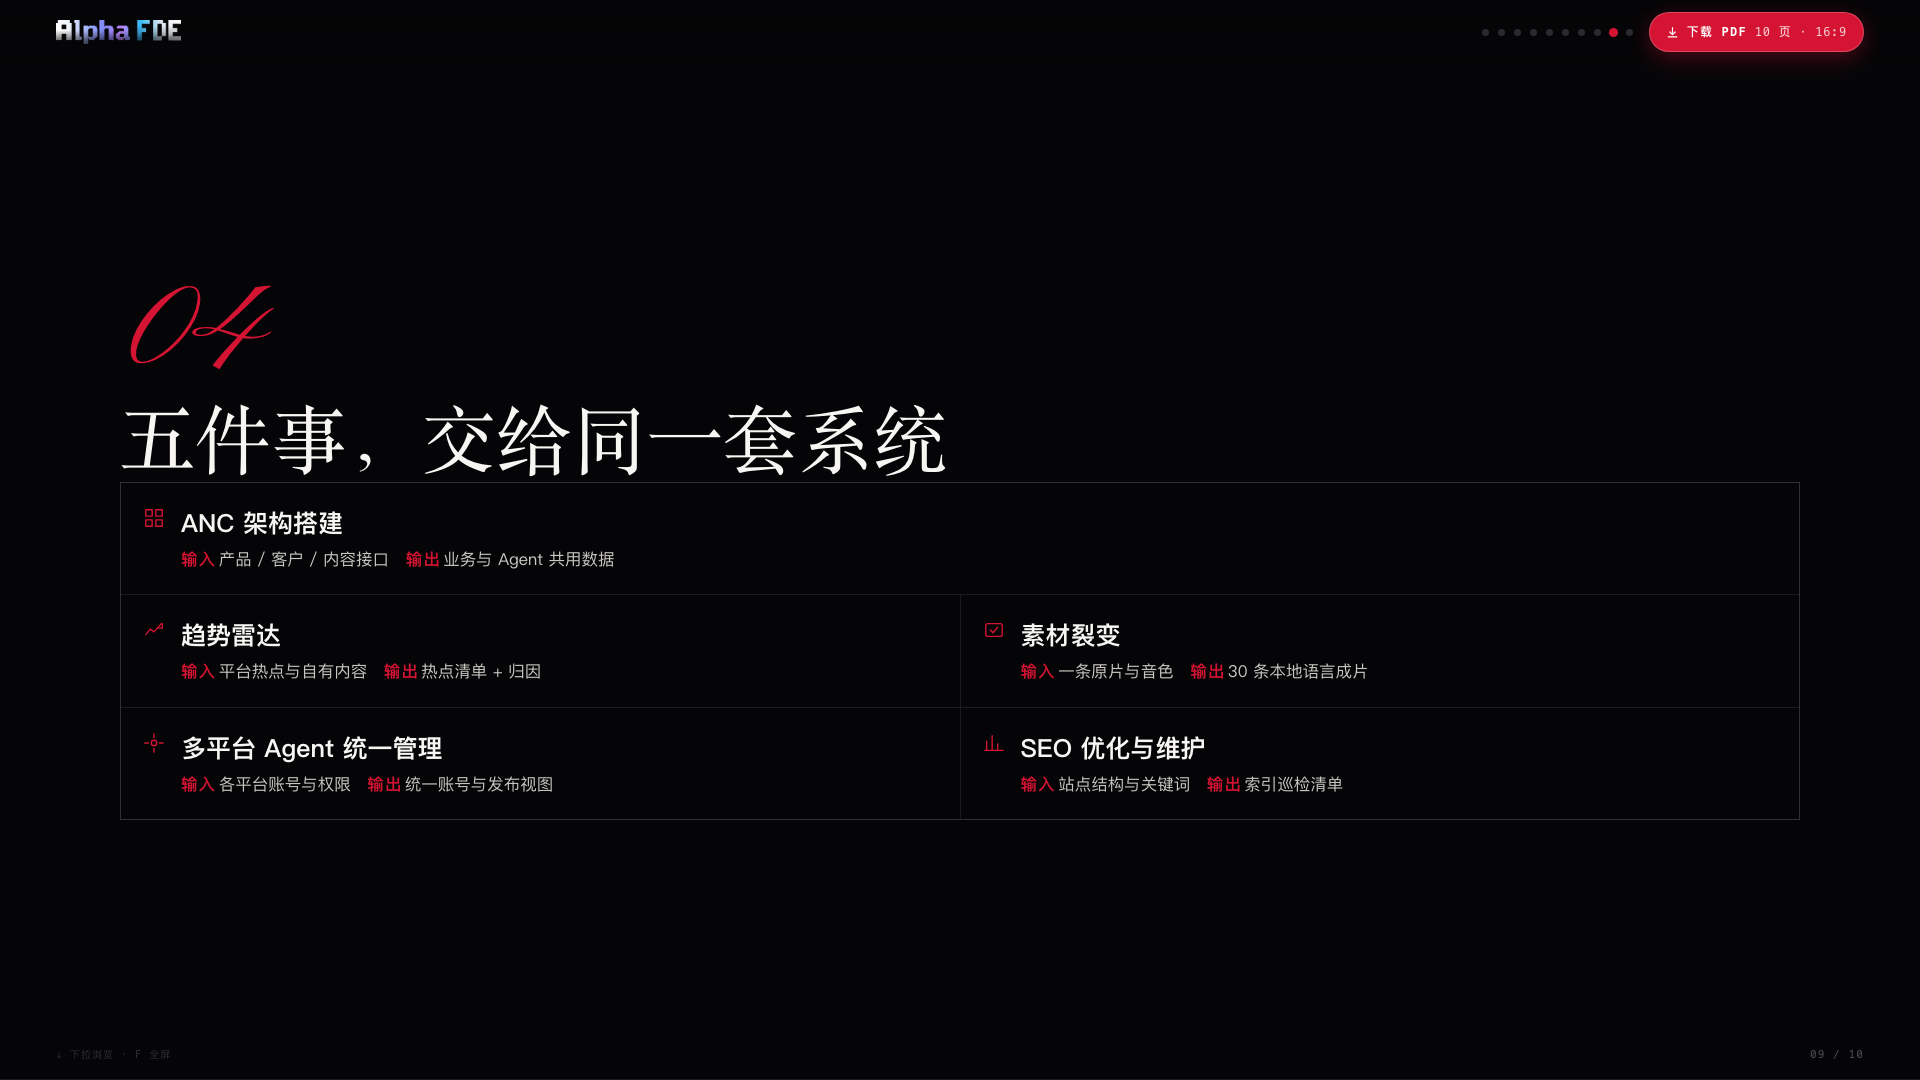 Alpha FDE
下载 PDF 10 页 · 16:9
04
五件事，交给同一套系统
ANC 架构搭建
输入 产品 / 客户 / 内容接口 输出 业务与 Agent 共用数据
趋势雷达
输入 平台热点与自有内容 输出 热点清单 + 归因
素材裂变
输入 一条原片与音色 输出 30 条本地语言成片
多平台 Agent 统一管理
输入 各平台账号与权限 输出 统一账号与发布视图
SEO 优化与维护
输入 站点结构与关键词 输出 索引巡检清单
↓ 下拉浏览 · F 全屏
09 / 10